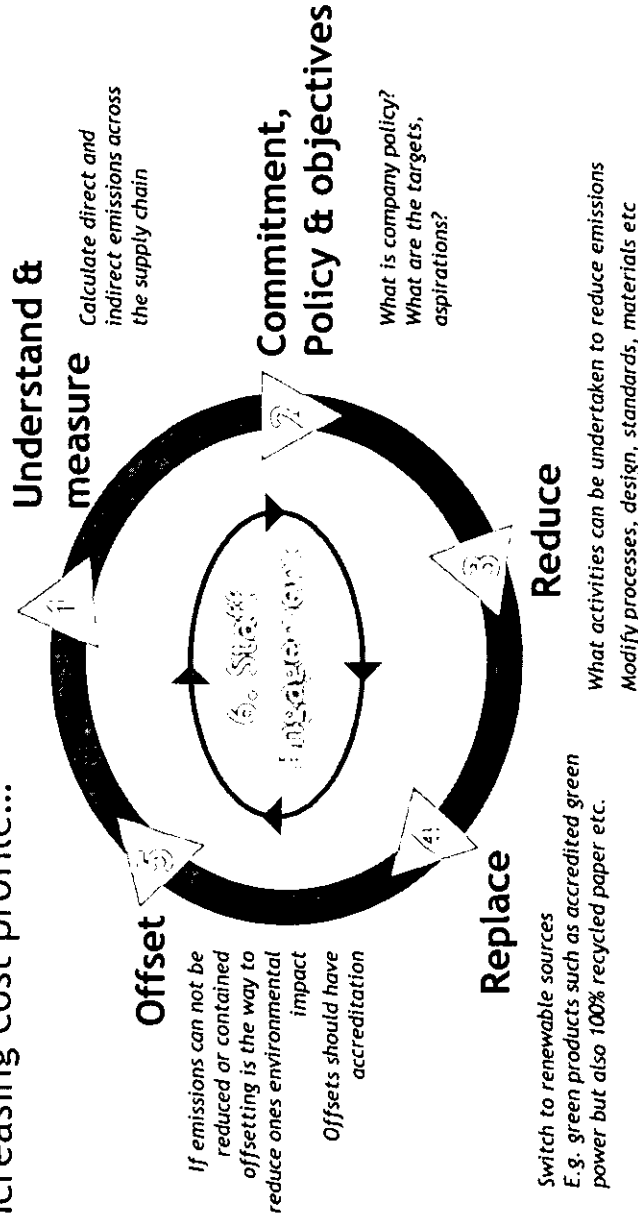 creasing cost profile...
1
Understand &
measure
Calculate direct and
indirect emissions across
the supply chain
2
Commitment,
Policy & objectives
What is company policy?
What are the targets,
aspirations?
3
Reduce
What activities can be undertaken to reduce emissions
Modify processes, design, standards, materials etc
4
Replace
Switch to renewable sources
E.g. green products such as accredited green
power but also 100% recycled paper etc.
5
Offset
If emissions can not be
reduced or contained
offsetting is the way to
reduce ones environmental
impact
Offsets should have
accreditation
6. Staff
Engagement